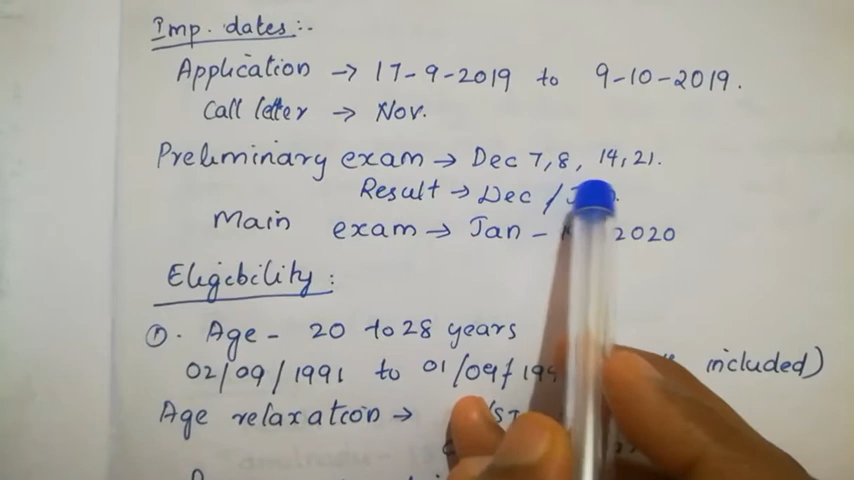 Imp. dates:-
Application → 17-9-2019 to 9-10-2019.
Call letter → Nov.
Preliminary exam → Dec 7,8, 14,21.
Result → Dec /
Main exam → Jan - 2020
Eligibility:
①. Age - 20 to 28 years
02/09/1991 to 01/09/199 included)
Age relaxation →